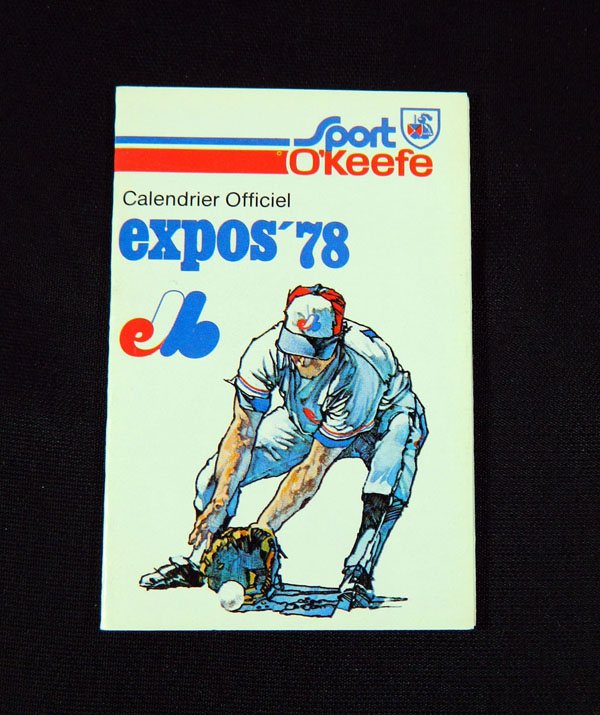 Sport
O'Keefe
Calendrier Officiel
expos '78